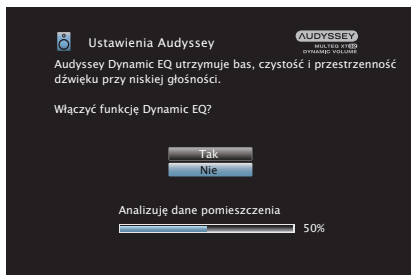 Ustawienia Audyssey
AUDYSSEY
MULTEQ XT32
DYNAMIC VOLUME
Audyssey Dynamic EQ utrzymuje bas, czystość i przestrzenność
dźwięku przy niskiej głośności.
Włączyć funkcję Dynamic EQ?
Tak
Nie
Analizuję dane pomieszczenia
50%